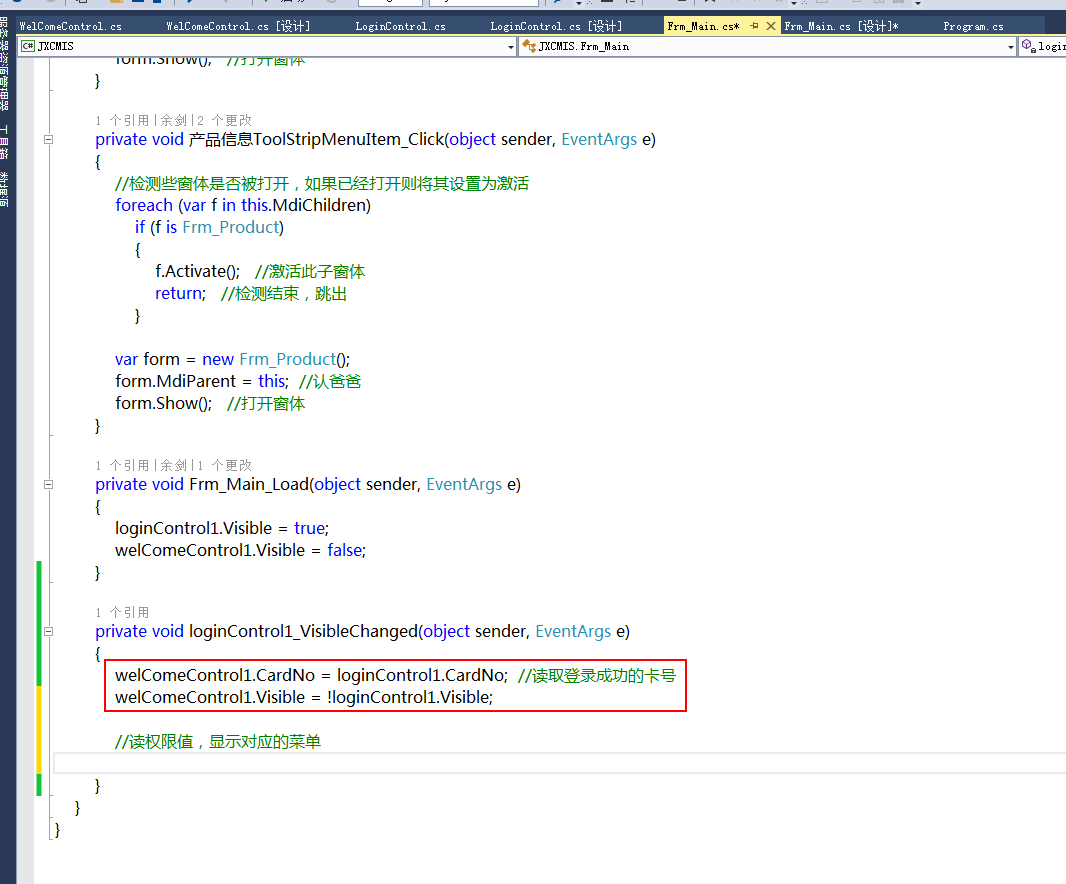 WelComeControl.cs
WelComeControl.cs [设计]
LoginControl.cs
LoginControl.cs [设计]
Frm_Main.cs*
Frm_Main.cs [设计]*
Program.cs
C# JXCMIS
JXCMIS.Frm_Main
工具箱
数据源
form.Show(); //打开窗体
}
1 个引用|余剑|2 个更改
private void 产品信息ToolStripMenuItem_Click(object sender, EventArgs e)
{
//检测些窗体是否被打开，如果已经打开则将其设置为激活
foreach (var f in this.MdiChildren)
if (f is Frm_Product)
{
f.Activate(); //激活此子窗体
return; //检测结束，跳出
}
var form = new Frm_Product();
form.MdiParent = this; //认爸爸
form.Show(); //打开窗体
}
1 个引用|余剑|1 个更改
private void Frm_Main_Load(object sender, EventArgs e)
{
loginControl1.Visible = true;
welComeControl1.Visible = false;
}
1 个引用
private void loginControl1_VisibleChanged(object sender, EventArgs e)
{
welComeControl1.CardNo = loginControl1.CardNo; //读取登录成功的卡号
welComeControl1.Visible = !loginControl1.Visible;
//读权限值，显示对应的菜单
}
}
}